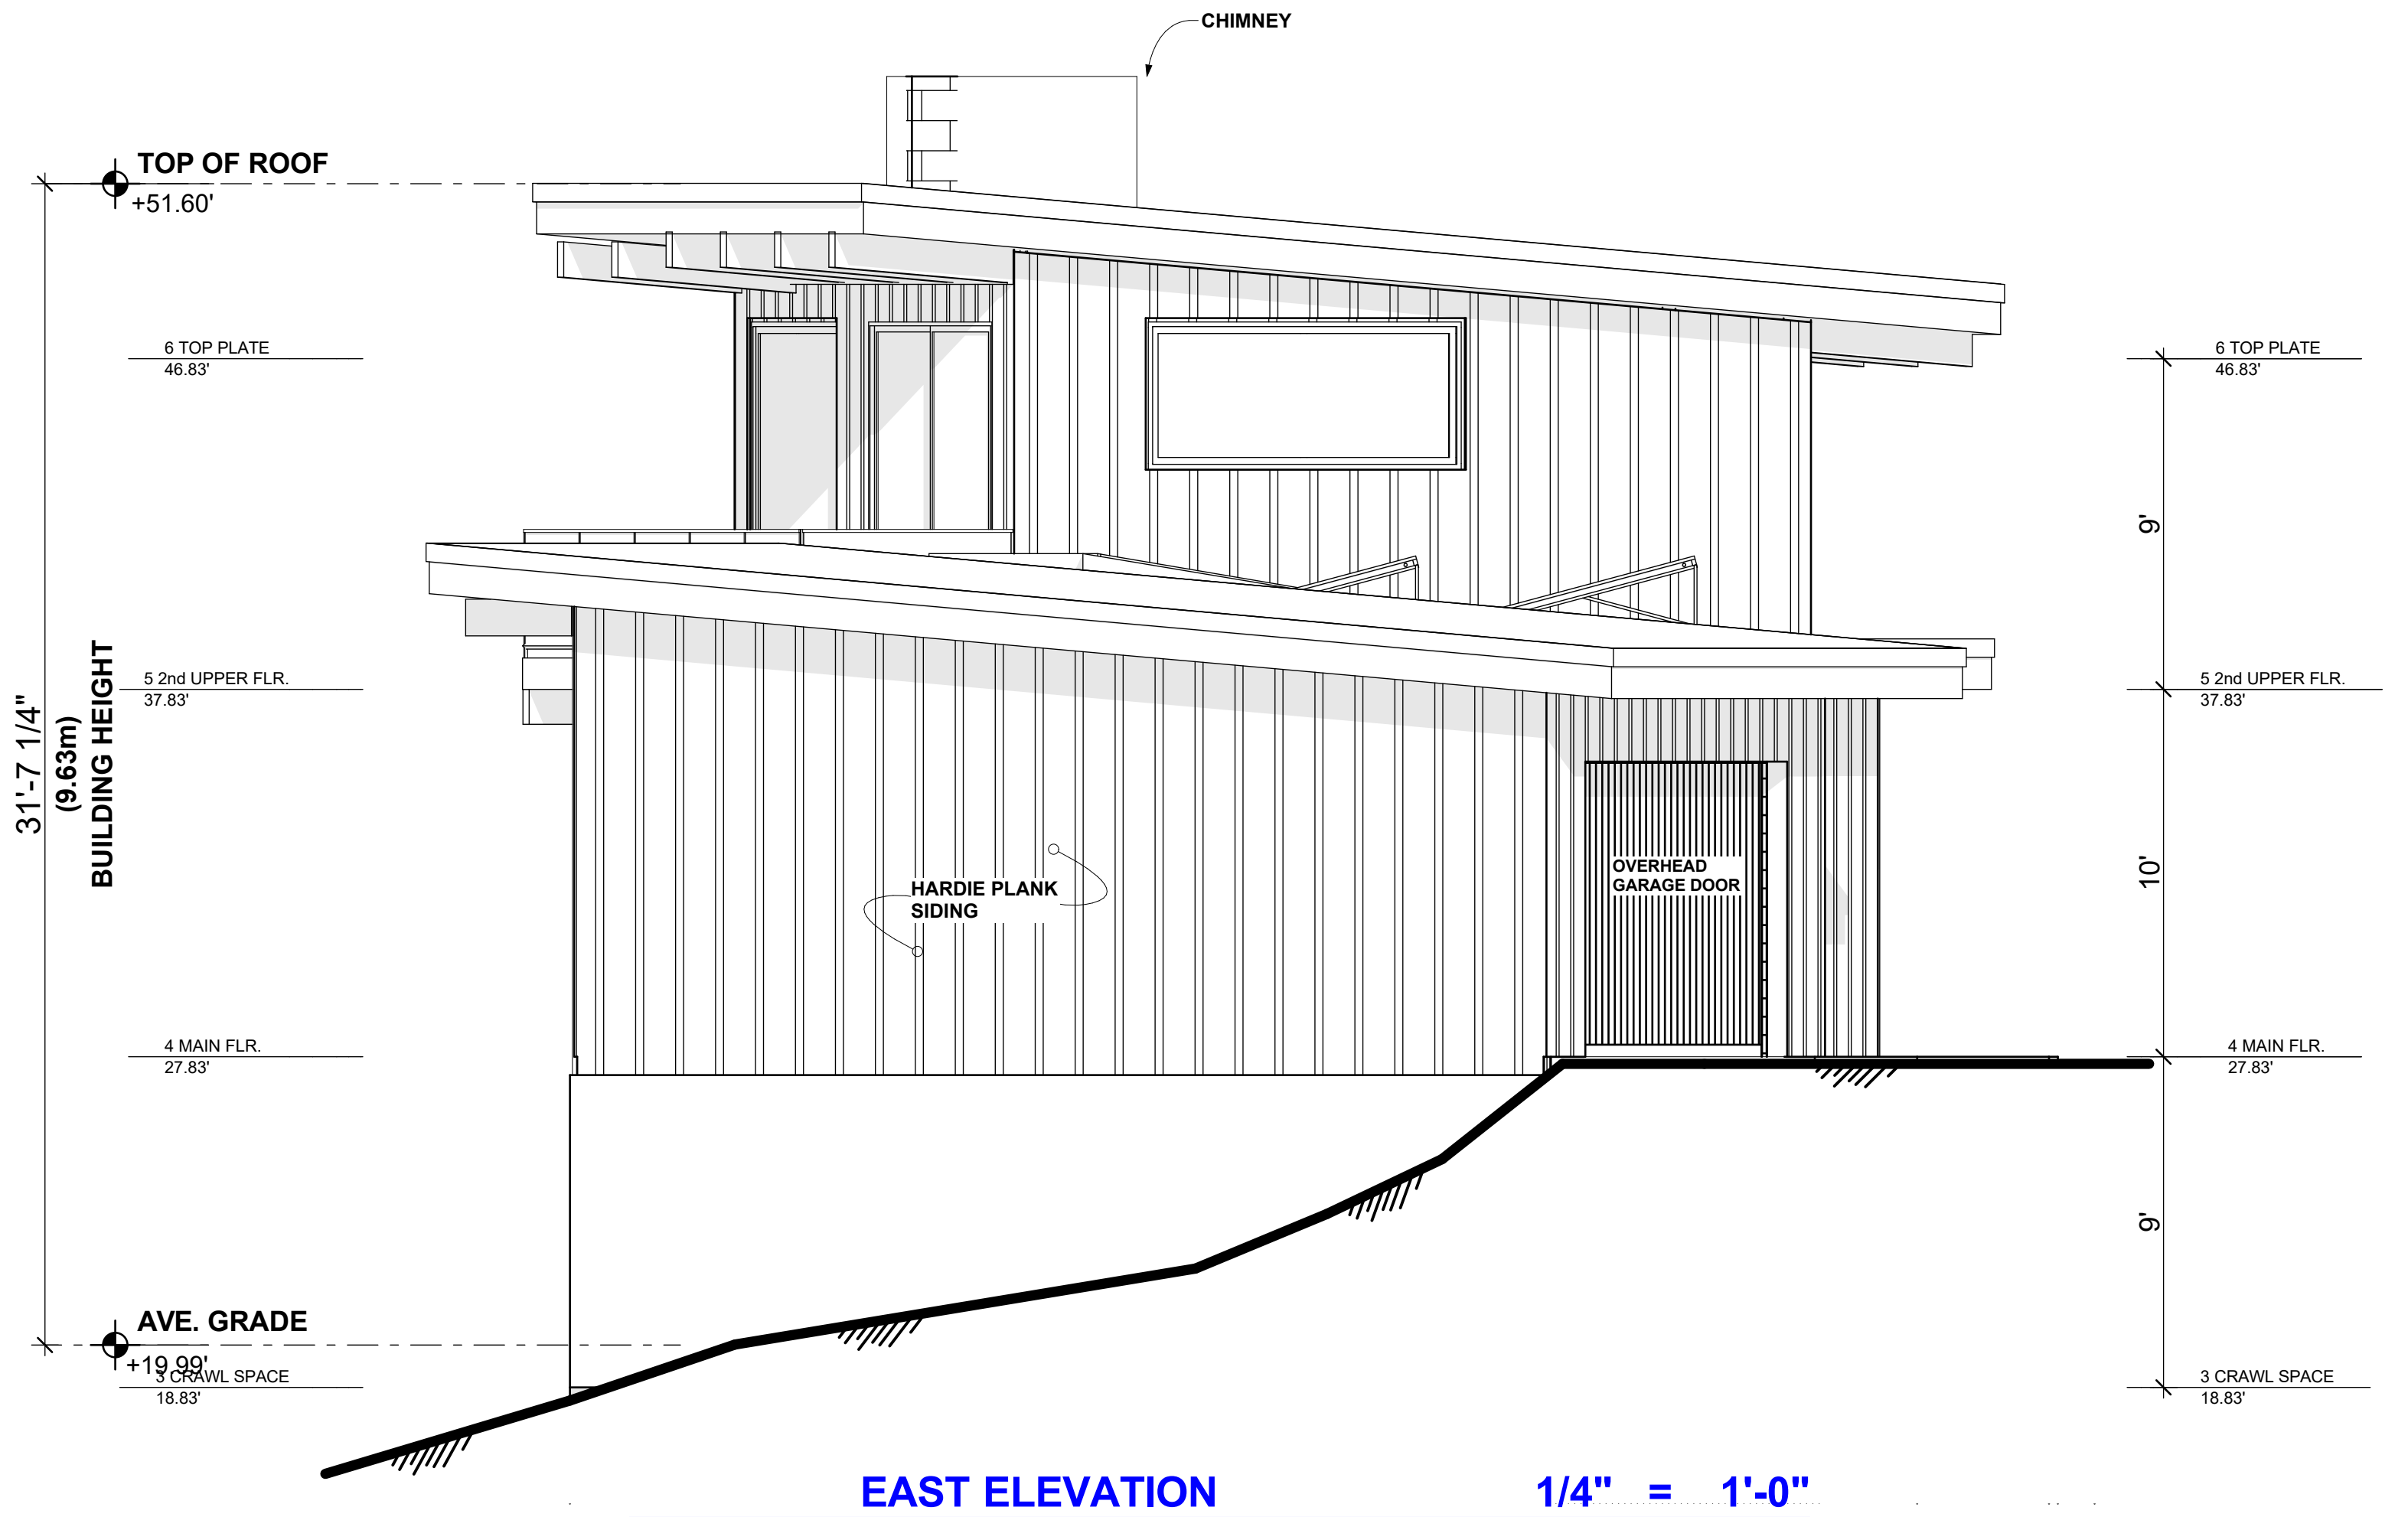 CHIMNEY
TOP OF ROOF
+51.60'
6 TOP PLATE
46.83'
6 TOP PLATE
46.83'
9'
5 2nd UPPER FLR.
37.83'
5 2nd UPPER FLR.
37.83'
31'-7 1/4"
(9.63m)
BUILDING HEIGHT
HARDIE PLANK
SIDING
OVERHEAD
GARAGE DOOR
10'
4 MAIN FLR.
27.83'
4 MAIN FLR.
27.83'
9'
AVE. GRADE
+19.99'
3 CRAWL SPACE
18.83'
3 CRAWL SPACE
18.83'
EAST ELEVATION 1/4" = 1'-0"